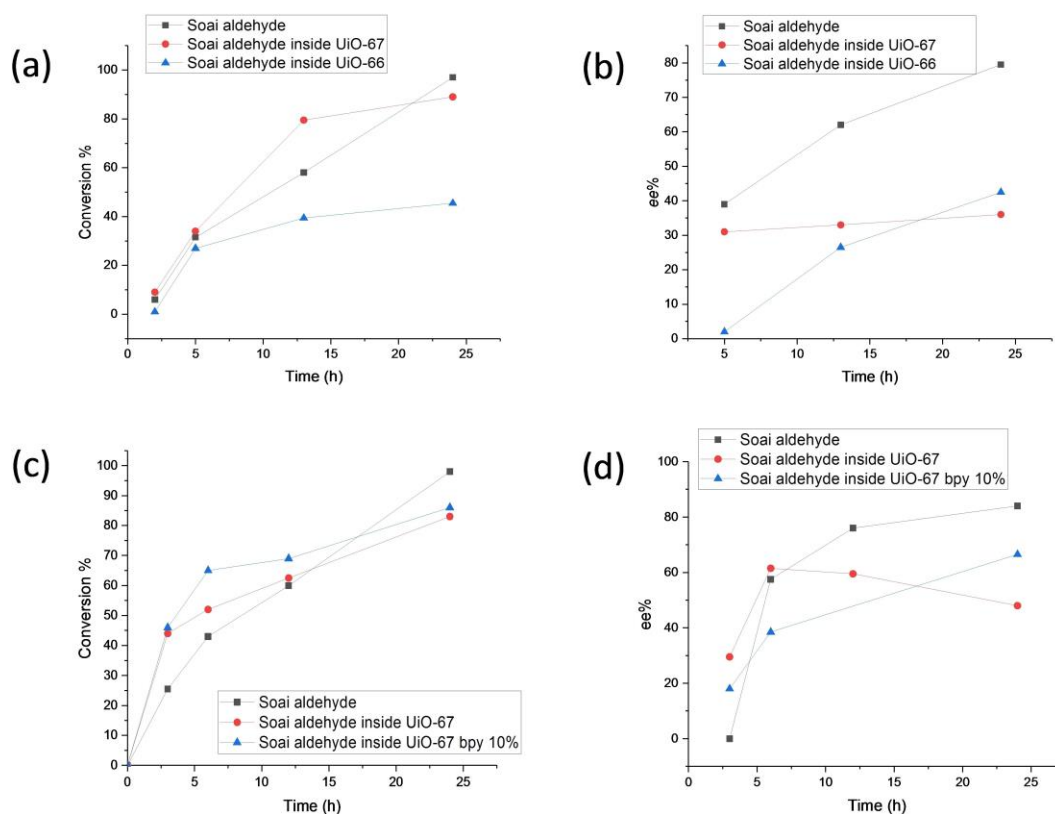 (a)
Soai aldehyde
Soai aldehyde inside UiO-67
Soai aldehyde inside UiO-66
100
80
60
40
20
0
Conversion %
0 5 10 15 20 25
Time (h)
(b)
Soai aldehyde
Soai aldehyde inside UiO-67
Soai aldehyde inside UiO-66
80
70
60
50
40
30
20
10
0
ee%
5 10 15 20 25
Time (h)
(c)
100
90
80
70
60
50
40
30
20
10
0
Conversion %
Soai aldehyde
Soai aldehyde inside UiO-67
Soai aldehyde inside UiO-67 bpy 10%
0 5 10 15 20 25
Time (h)
(d)
Soai aldehyde
Soai aldehyde inside UiO-67
Soai aldehyde inside UiO-67 bpy 10%
100
80
60
40
20
0
ee%
0 5 10 15 20 25
Time (h)